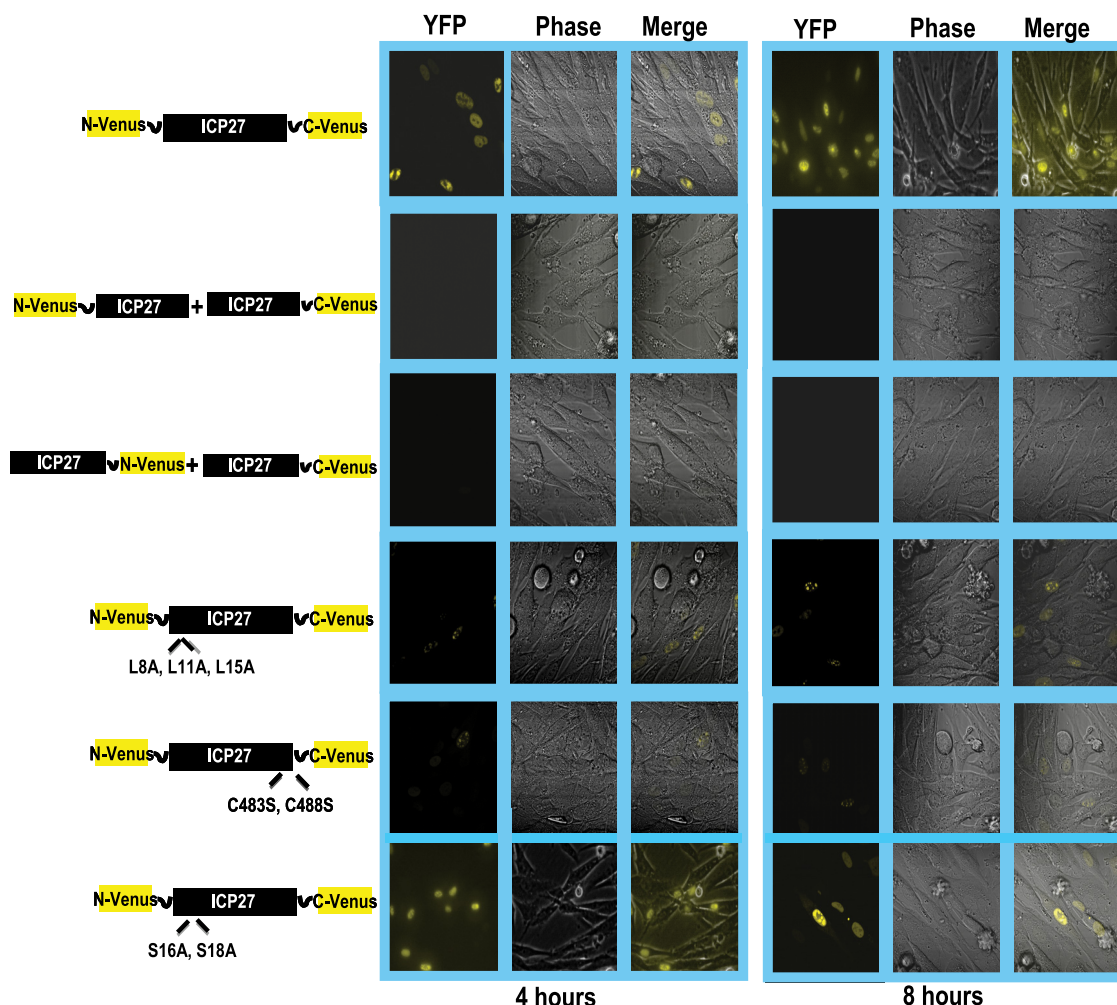 YFP Phase Merge YFP Phase Merge
N-Venus ICP27 C-Venus
N-Venus ICP27 + ICP27 C-Venus
ICP27 N-Venus + ICP27 C-Venus
N-Venus ICP27 C-Venus
L8A, L11A, L15A
N-Venus ICP27 C-Venus
C483S, C488S
N-Venus ICP27 C-Venus
S16A, S18A
4 hours 8 hours